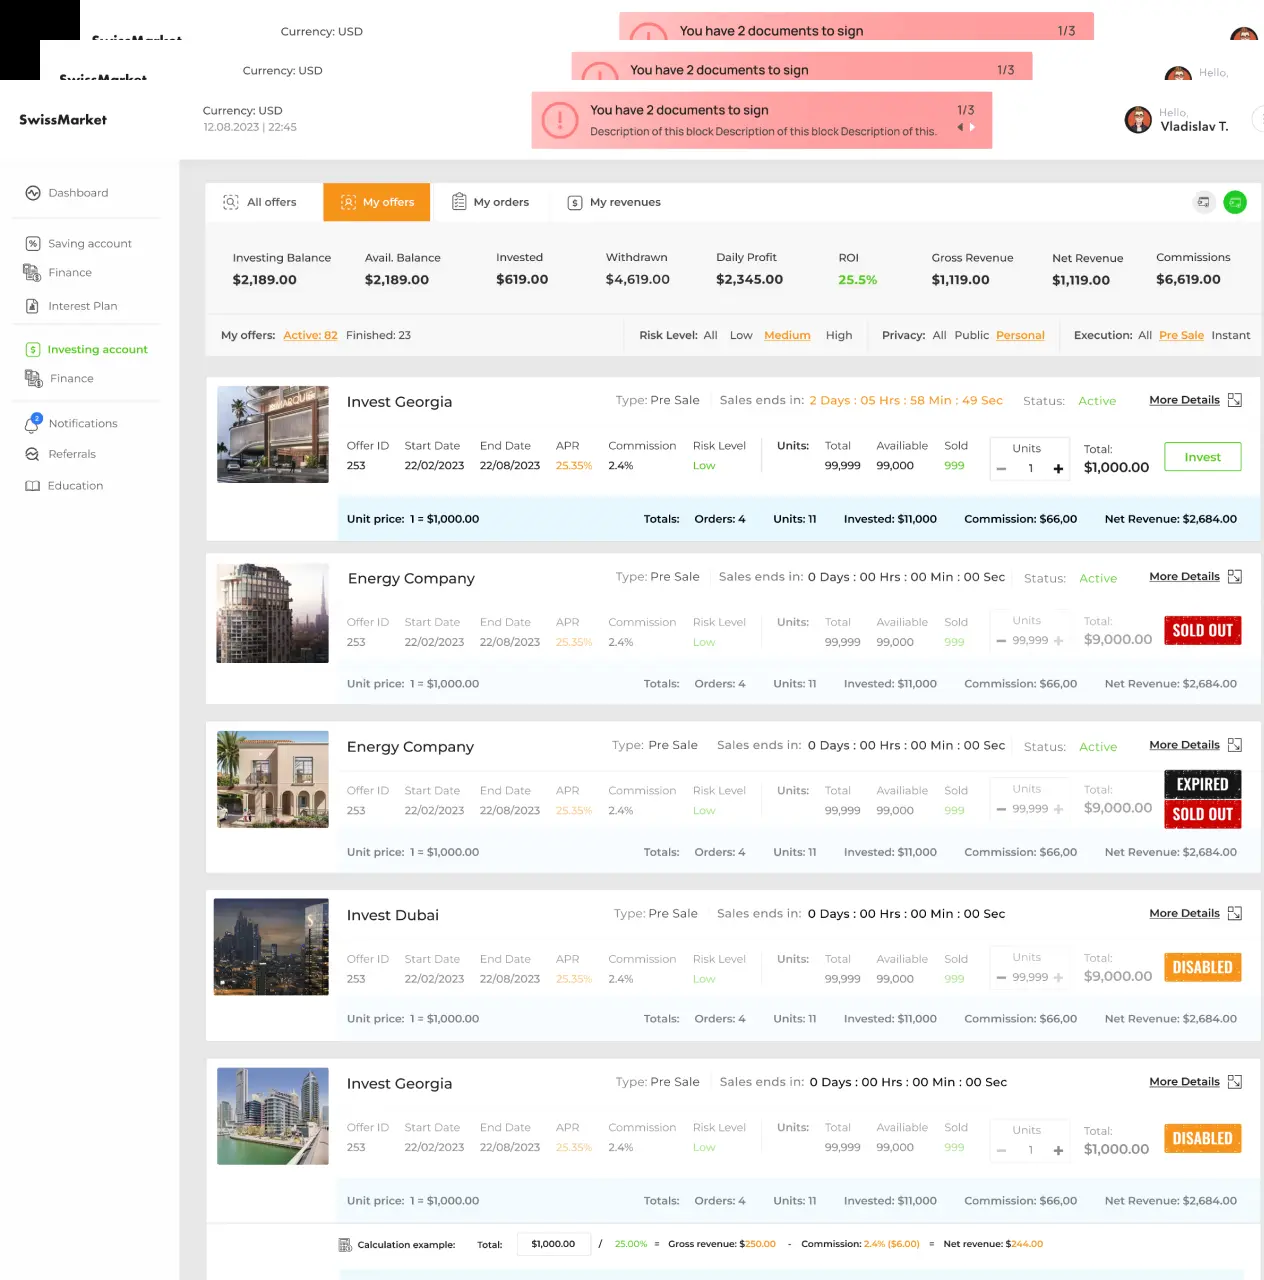 SwissMarket
Currency: USD
You have 2 documents to sign
1/3
SwissMarket
Currency: USD
You have 2 documents to sign
1/3
Hello,
SwissMarket
Currency: USD
12.08.2023 | 22:45
You have 2 documents to sign
1/3
Description of this block Description of this block Description of this.
Hello,
Vladislav T.
Dashboard
Saving account
Finance
Interest Plan
Investing account
Finance
2
Notifications
Referrals
Education
All offers My offers My orders My revenues
Investing Balance Avail. Balance Invested Withdrawn Daily Profit ROI Gross Revenue Net Revenue Commissions
$2,189.00 $2,189.00 $619.00 $4,619.00 $2,345.00 25.5% $1,119.00 $1,119.00 $6,619.00
My offers: Active: 82 Finished: 23 Risk Level: All Low Medium High Privacy: All Public Personal Execution: All Pre Sale Instant
Invest Georgia Type: Pre Sale Sales ends in: 2 Days : 05 Hrs : 58 Min : 49 Sec Status: Active More Details
Offer ID Start Date End Date APR Commission Risk Level Units: Total Availiable Sold Units Total:
253 22/02/2023 22/08/2023 25.35% 2.4% Low 99,999 99,000 999 − 1 + $1,000.00 Invest
Unit price: 1 = $1,000.00 Totals: Orders: 4 Units: 11 Invested: $11,000 Commission: $66,00 Net Revenue: $2,684.00
Energy Company Type: Pre Sale Sales ends in: 0 Days : 00 Hrs : 00 Min : 00 Sec Status: Active More Details
Offer ID Start Date End Date APR Commission Risk Level Units: Total Availiable Sold Units Total:
253 22/02/2023 22/08/2023 25.35% 2.4% Low 99,999 99,000 999 − 99,999 + $9,000.00 SOLD OUT
Unit price: 1 = $1,000.00 Totals: Orders: 4 Units: 11 Invested: $11,000 Commission: $66,00 Net Revenue: $2,684.00
Energy Company Type: Pre Sale Sales ends in: 0 Days : 00 Hrs : 00 Min : 00 Sec Status: Active More Details
Offer ID Start Date End Date APR Commission Risk Level Units: Total Availiable Sold Units Total: EXPIRED
253 22/02/2023 22/08/2023 25.35% 2.4% Low 99,999 99,000 999 − 99,999 + $9,000.00 SOLD OUT
Unit price: 1 = $1,000.00 Totals: Orders: 4 Units: 11 Invested: $11,000 Commission: $66,00 Net Revenue: $2,684.00
Invest Dubai Type: Pre Sale Sales ends in: 0 Days : 00 Hrs : 00 Min : 00 Sec More Details
Offer ID Start Date End Date APR Commission Risk Level Units: Total Availiable Sold Units Total:
253 22/02/2023 22/08/2023 25.35% 2.4% Low 99,999 99,000 999 − 99,999 + $9,000.00 DISABLED
Unit price: 1 = $1,000.00 Totals: Orders: 4 Units: 11 Invested: $11,000 Commission: $66,00 Net Revenue: $2,684.00
Invest Georgia Type: Pre Sale Sales ends in: 0 Days : 00 Hrs : 00 Min : 00 Sec More Details
Offer ID Start Date End Date APR Commission Risk Level Units: Total Availiable Sold Units Total:
253 22/02/2023 22/08/2023 25.35% 2.4% Low 99,999 99,000 999 − 1 + $1,000.00 DISABLED
Unit price: 1 = $1,000.00 Totals: Orders: 4 Units: 11 Invested: $11,000 Commission: $66,00 Net Revenue: $2,684.00
Calculation example: Total: $1,000.00 / 25.00% = Gross revenue: $250.00 - Commission: 2.4% ($6.00) = Net revenue: $244.00